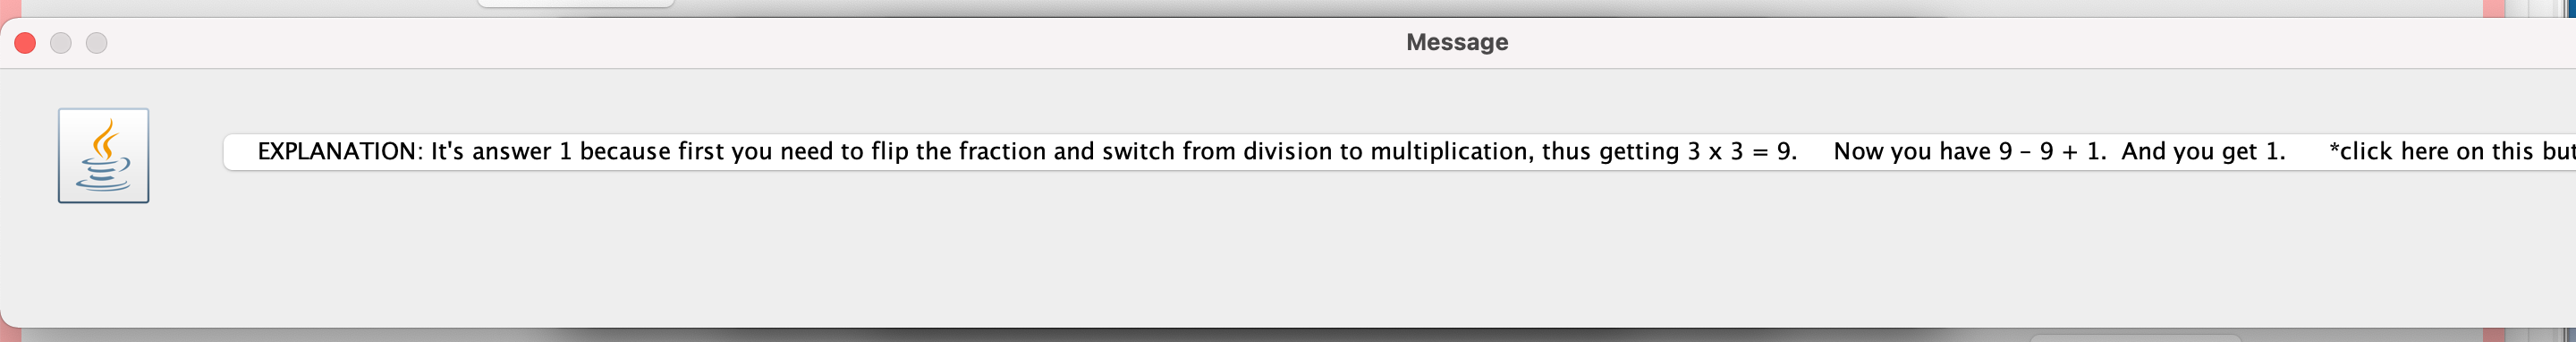 Message
EXPLANATION: It's answer 1 because first you need to flip the fraction and switch from division to multiplication, thus getting 3 x 3 = 9. Now you have 9 – 9 + 1. And you get 1. *click here on this